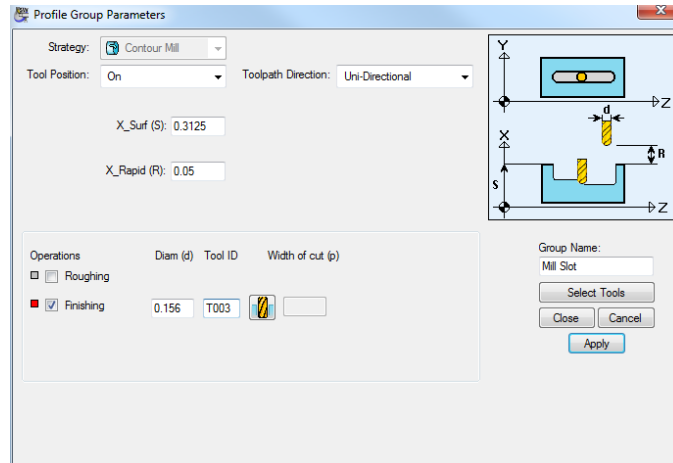 Profile Group Parameters
Strategy: Contour Mill
Tool Position: On Toolpath Direction: Uni-Directional
X_Surf (S): 0.3125
X_Rapid (R): 0.05
Y
Z
d
X
R
S
Z
Operations Diam (d) Tool ID Width of cut (p)
Roughing
Finishing 0.156 T003
Group Name:
Mill Slot
Select Tools
Close Cancel
Apply